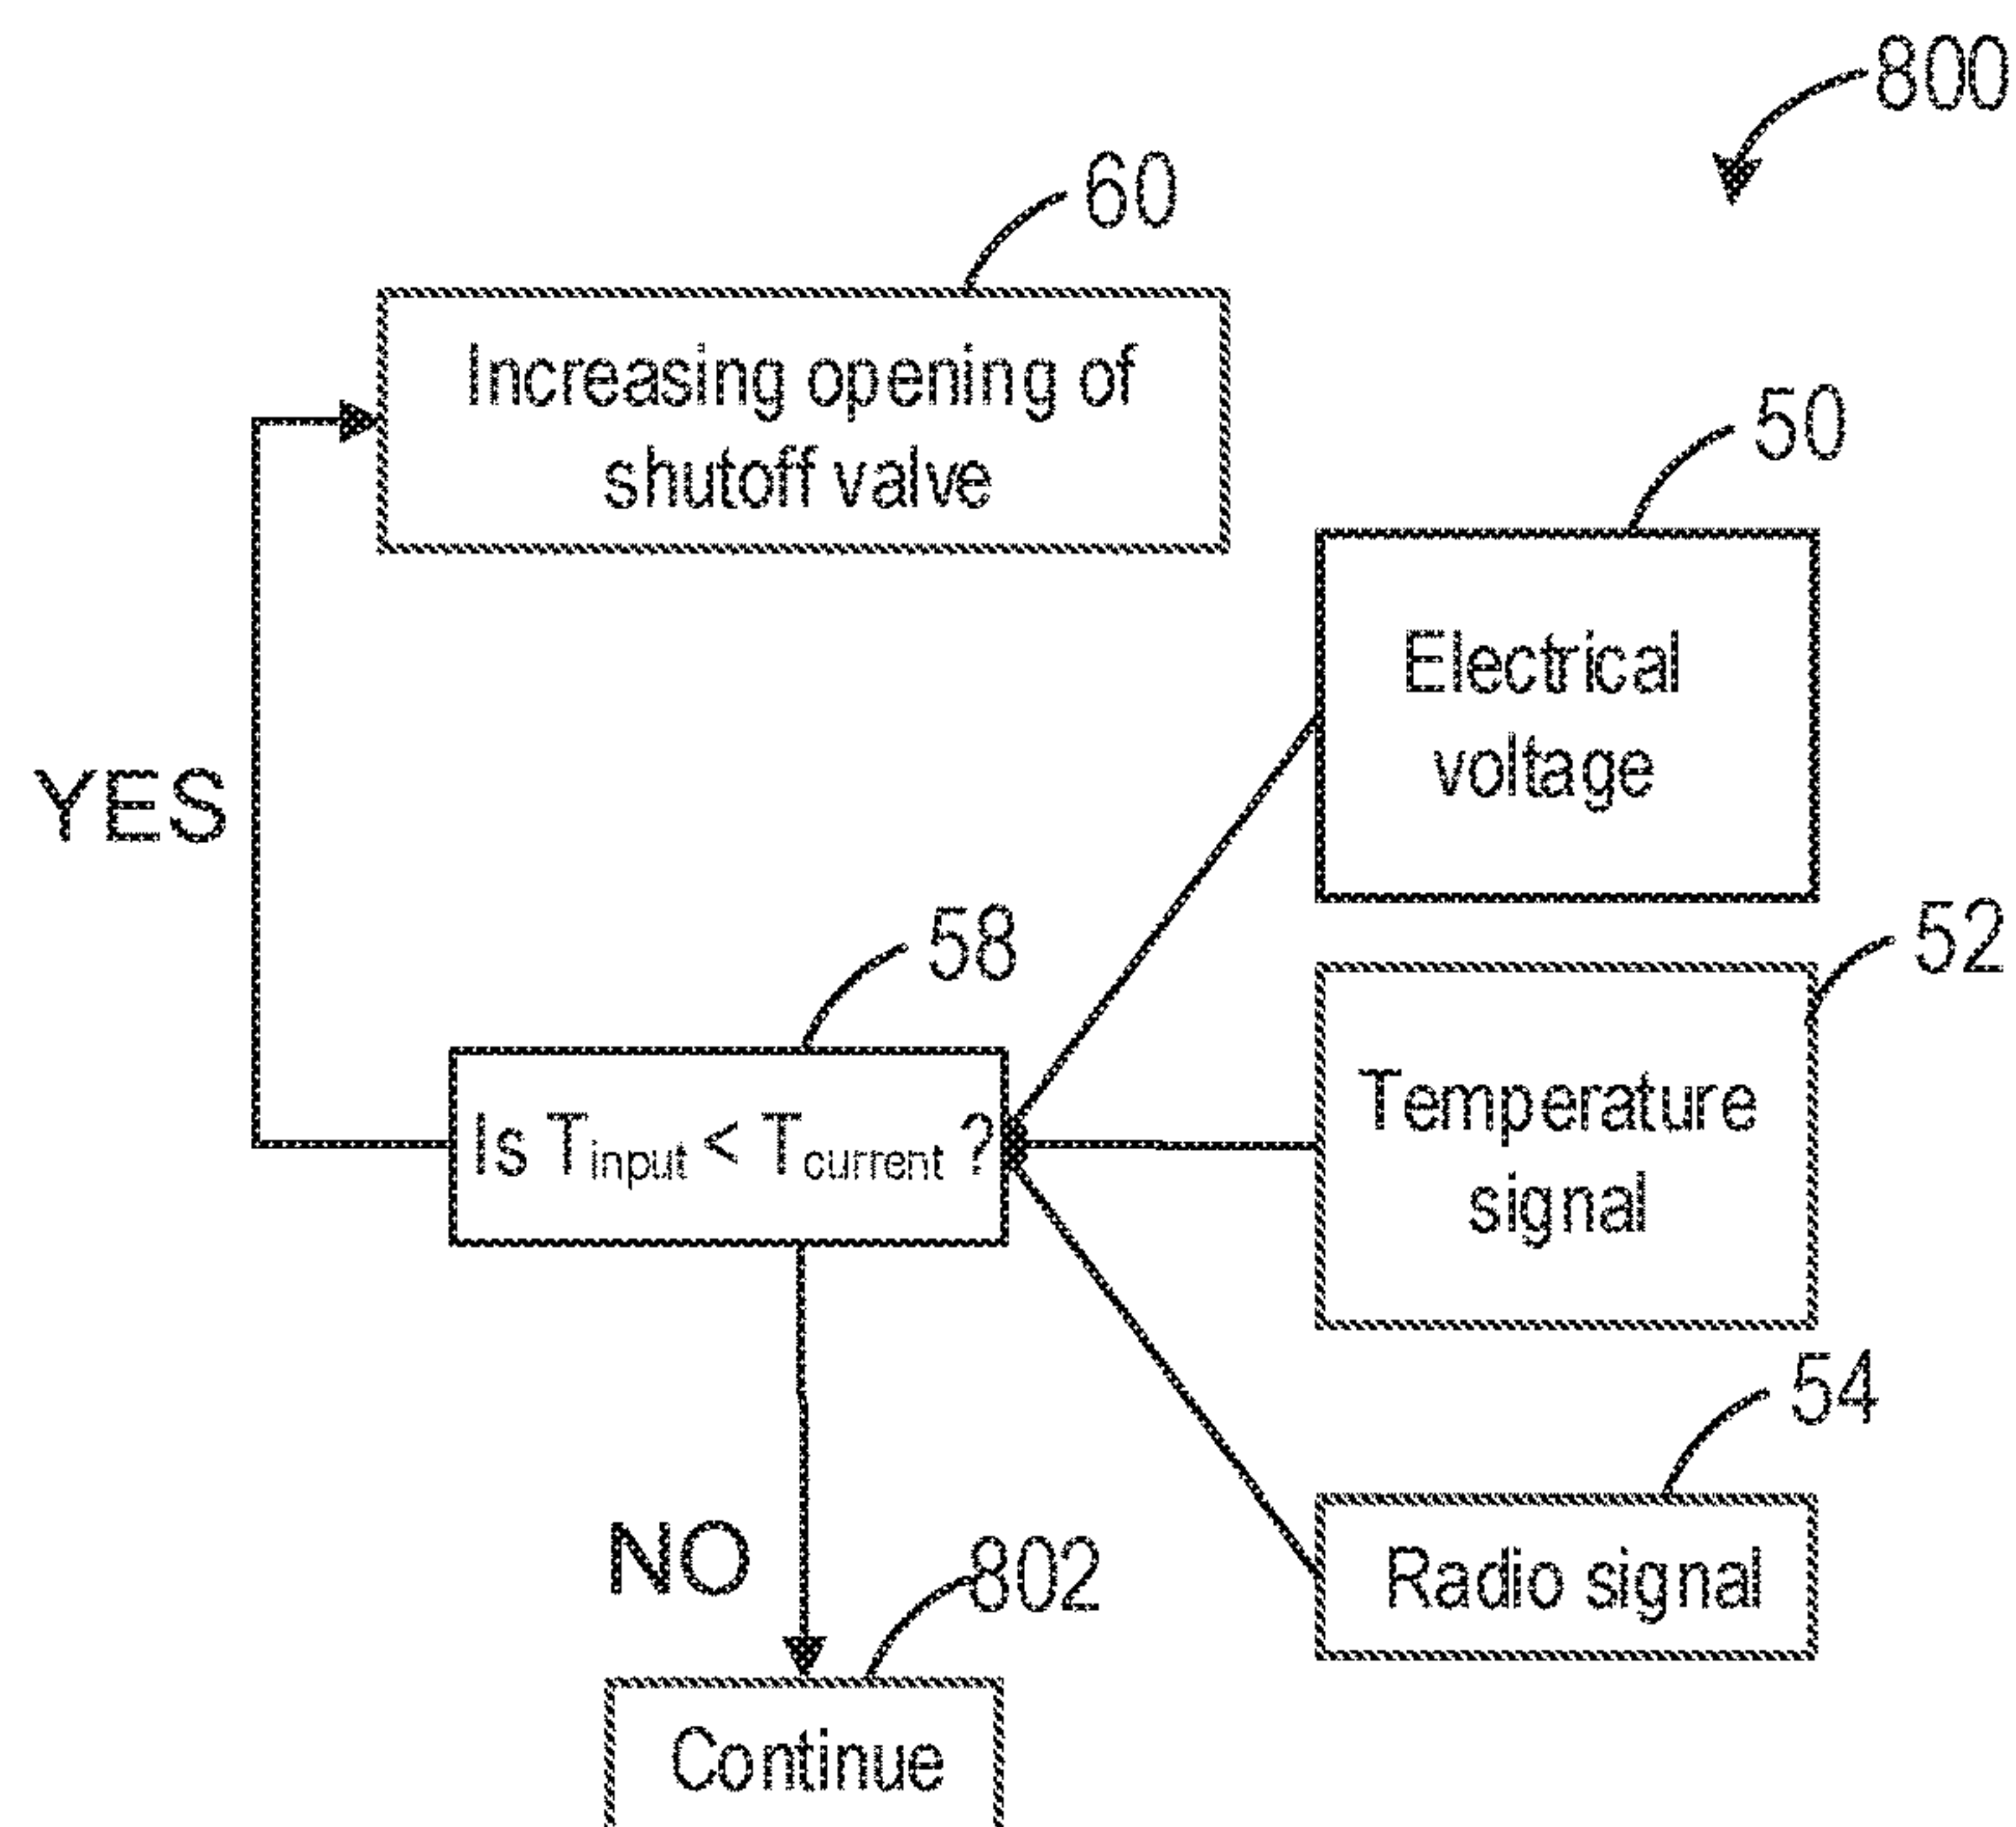 800
60
Increasing opening of
shutoff valve
50
Electrical
voltage
YES
58
52
Is Tinput < Tcurrent ?
Temperature
signal
54
NO
802
Radio signal
Continue